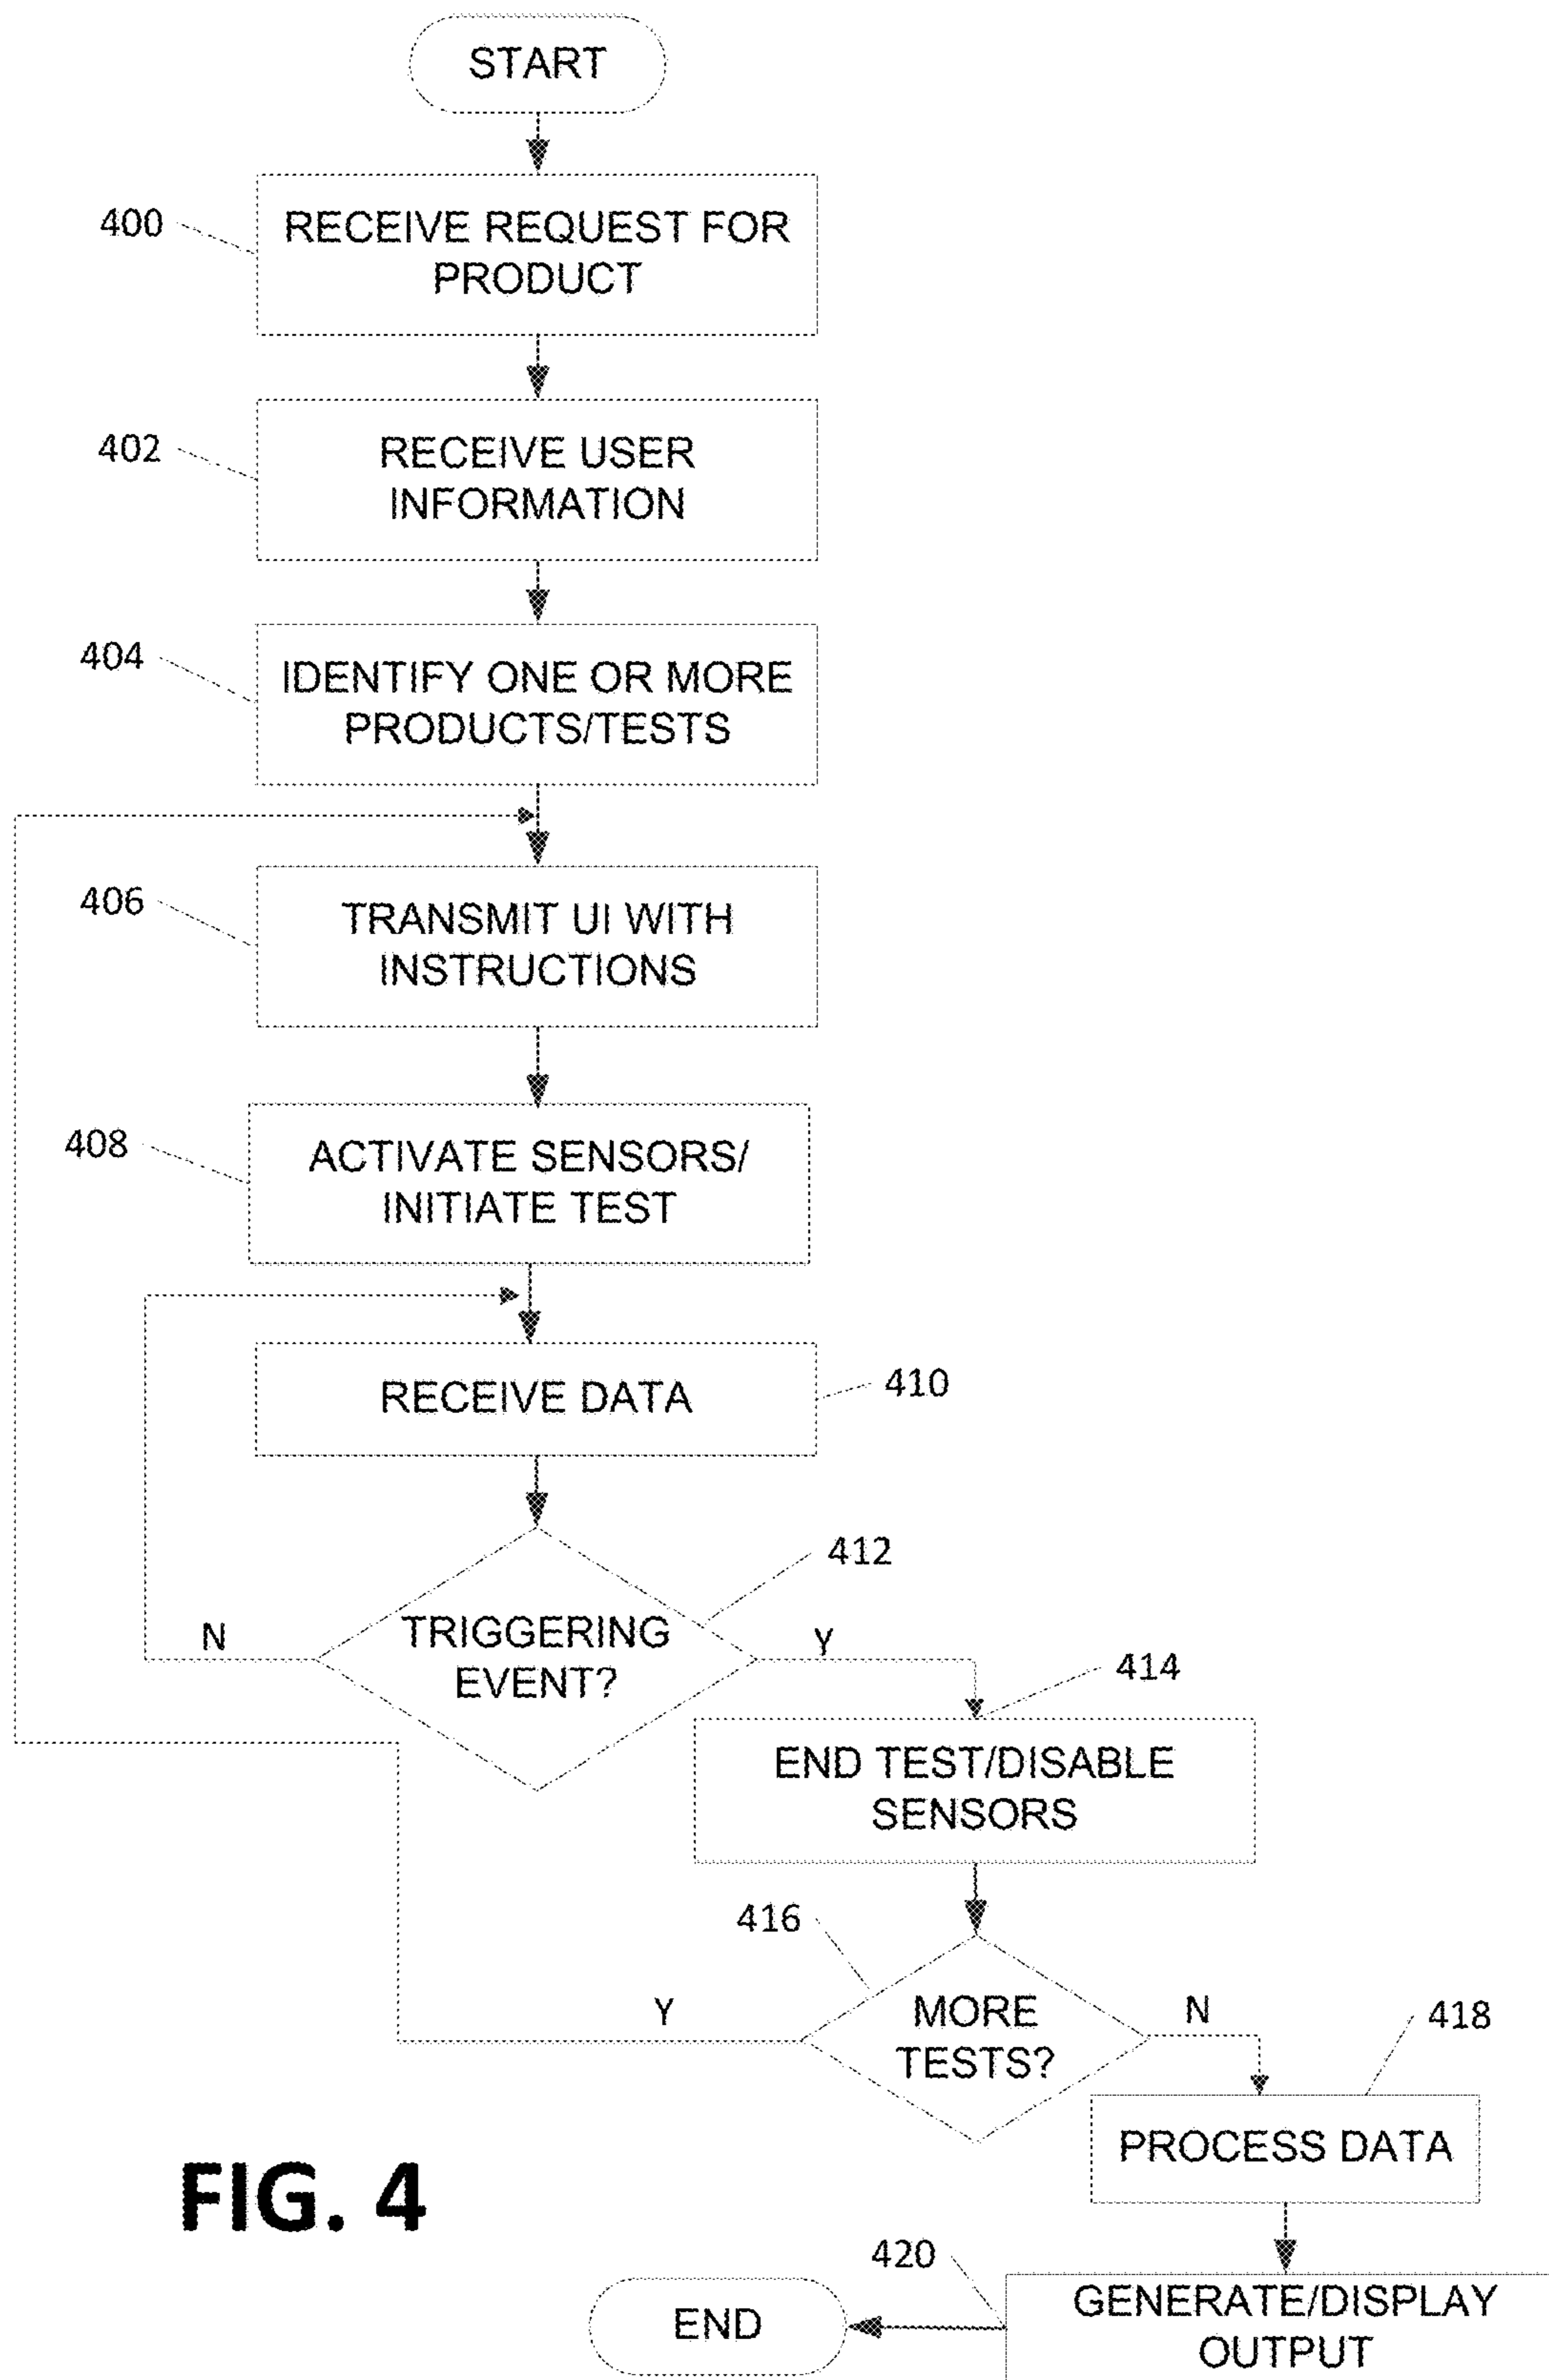 START
400
RECEIVE REQUEST FOR
PRODUCT
402
RECEIVE USER
INFORMATION
404
IDENTIFY ONE OR MORE
PRODUCTS/TESTS
406
TRANSMIT UI WITH
INSTRUCTIONS
408
ACTIVATE SENSORS/
INITIATE TEST
RECEIVE DATA
410
412
TRIGGERING
EVENT?
N
Y
414
END TEST/DISABLE
SENSORS
416
MORE
TESTS?
Y
N
418
PROCESS DATA
FIG. 4
420
GENERATE/DISPLAY
OUTPUT
END